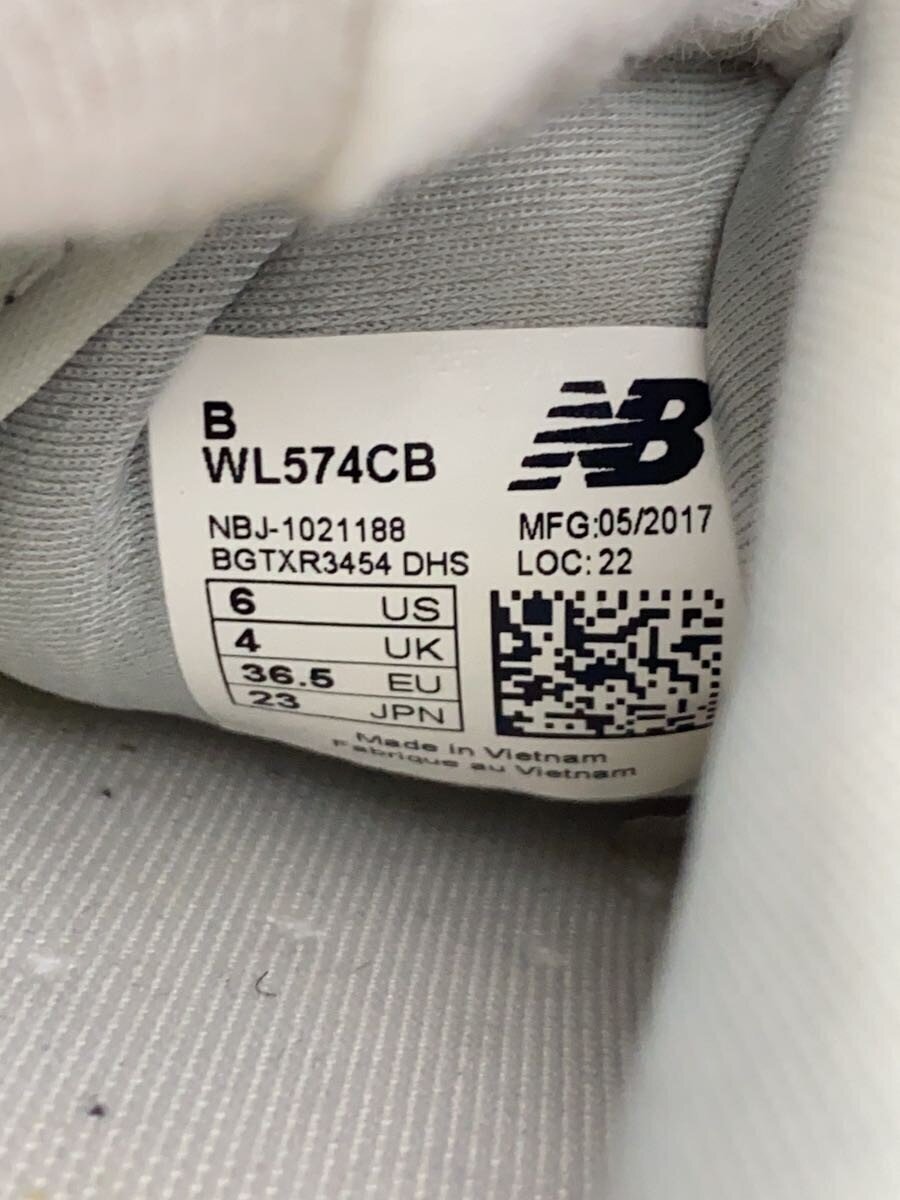 B
WL574CB
NB
NBJ-1021188
MFG:05/2017
BGTXR3454 DHS
LOC: 22
6 US
4 UK
36.5 EU
23 JPN
Made in Vietnam
Fabrique au Vietnam